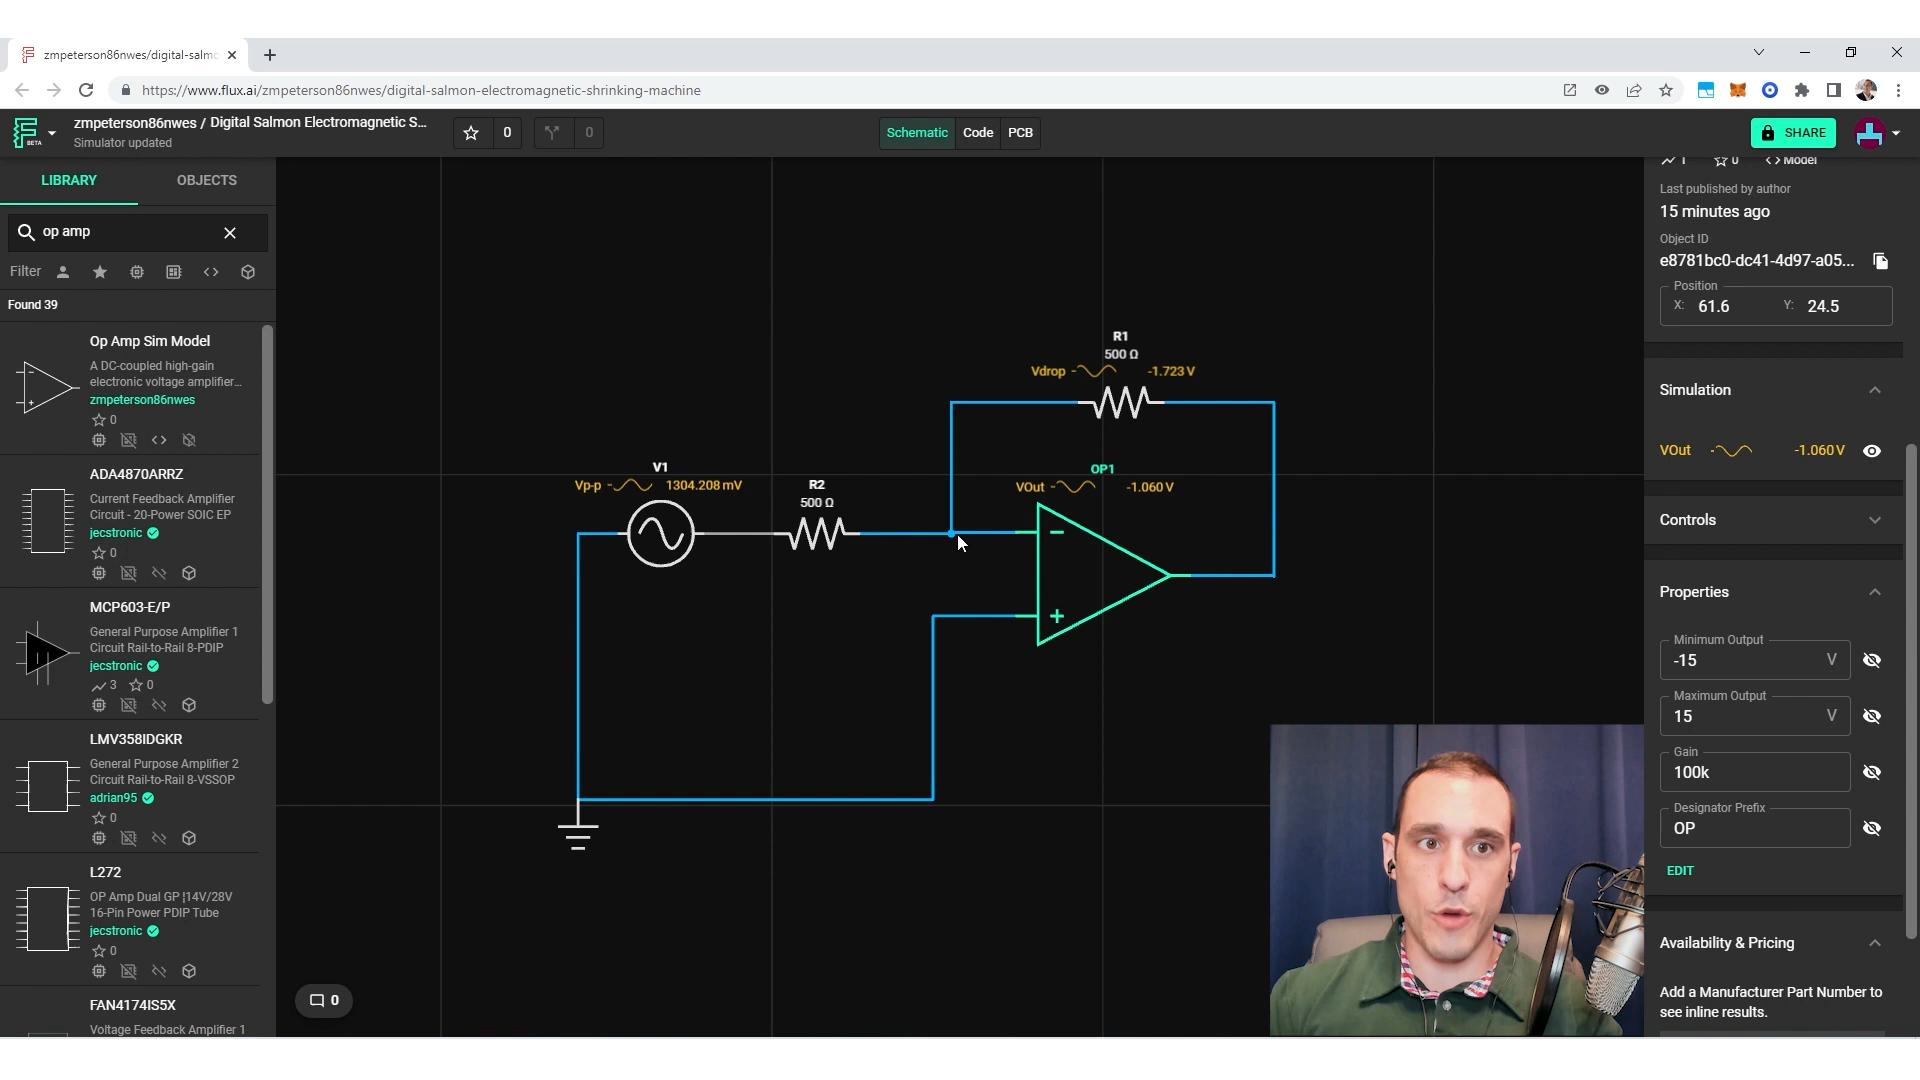 zmpeterson86nwes/digital-salmo
https://www.flux.ai/zmpeterson86nwes/digital-salmon-electromagnetic-shrinking-machine
BETA
zmpeterson86nwes / Digital Salmon Electromagnetic S...
Simulator updated
0
0
Schematic
Code
PCB
SHARE
LIBRARY
OBJECTS
op amp
Filter
Found 39
Op Amp Sim Model
A DC-coupled high-gain
electronic voltage amplifier...
zmpeterson86nwes
0
ADA4870ARRZ
Current Feedback Amplifier
Circuit - 20-Power SOIC EP
jecstronic
0
MCP603-E/P
General Purpose Amplifier 1
Circuit Rail-to-Rail 8-PDIP
jecstronic
3
0
LMV358IDGKR
General Purpose Amplifier 2
Circuit Rail-to-Rail 8-VSSOP
adrian95
0
L272
OP Amp Dual GP |14V/28V
16-Pin Power PDIP Tube
jecstronic
0
FAN4174IS5X
Voltage Feedback Amplifier 1
R1
500 Ω
Vdrop
-1.723 V
V1
Vp-p
1304.208 mV
R2
500 Ω
OP1
VOut
-1.060 V
0
1
0
<> Model
Last published by author
15 minutes ago
Object ID
e8781bc0-dc41-4d97-a05...
Position
X: 61.6
Y: 24.5
Simulation
VOut
-1.060 V
Controls
Properties
Minimum Output
-15 V
Maximum Output
15 V
Gain
100k
Designator Prefix
OP
EDIT
Availability & Pricing
Add a Manufacturer Part Number to
see inline results.